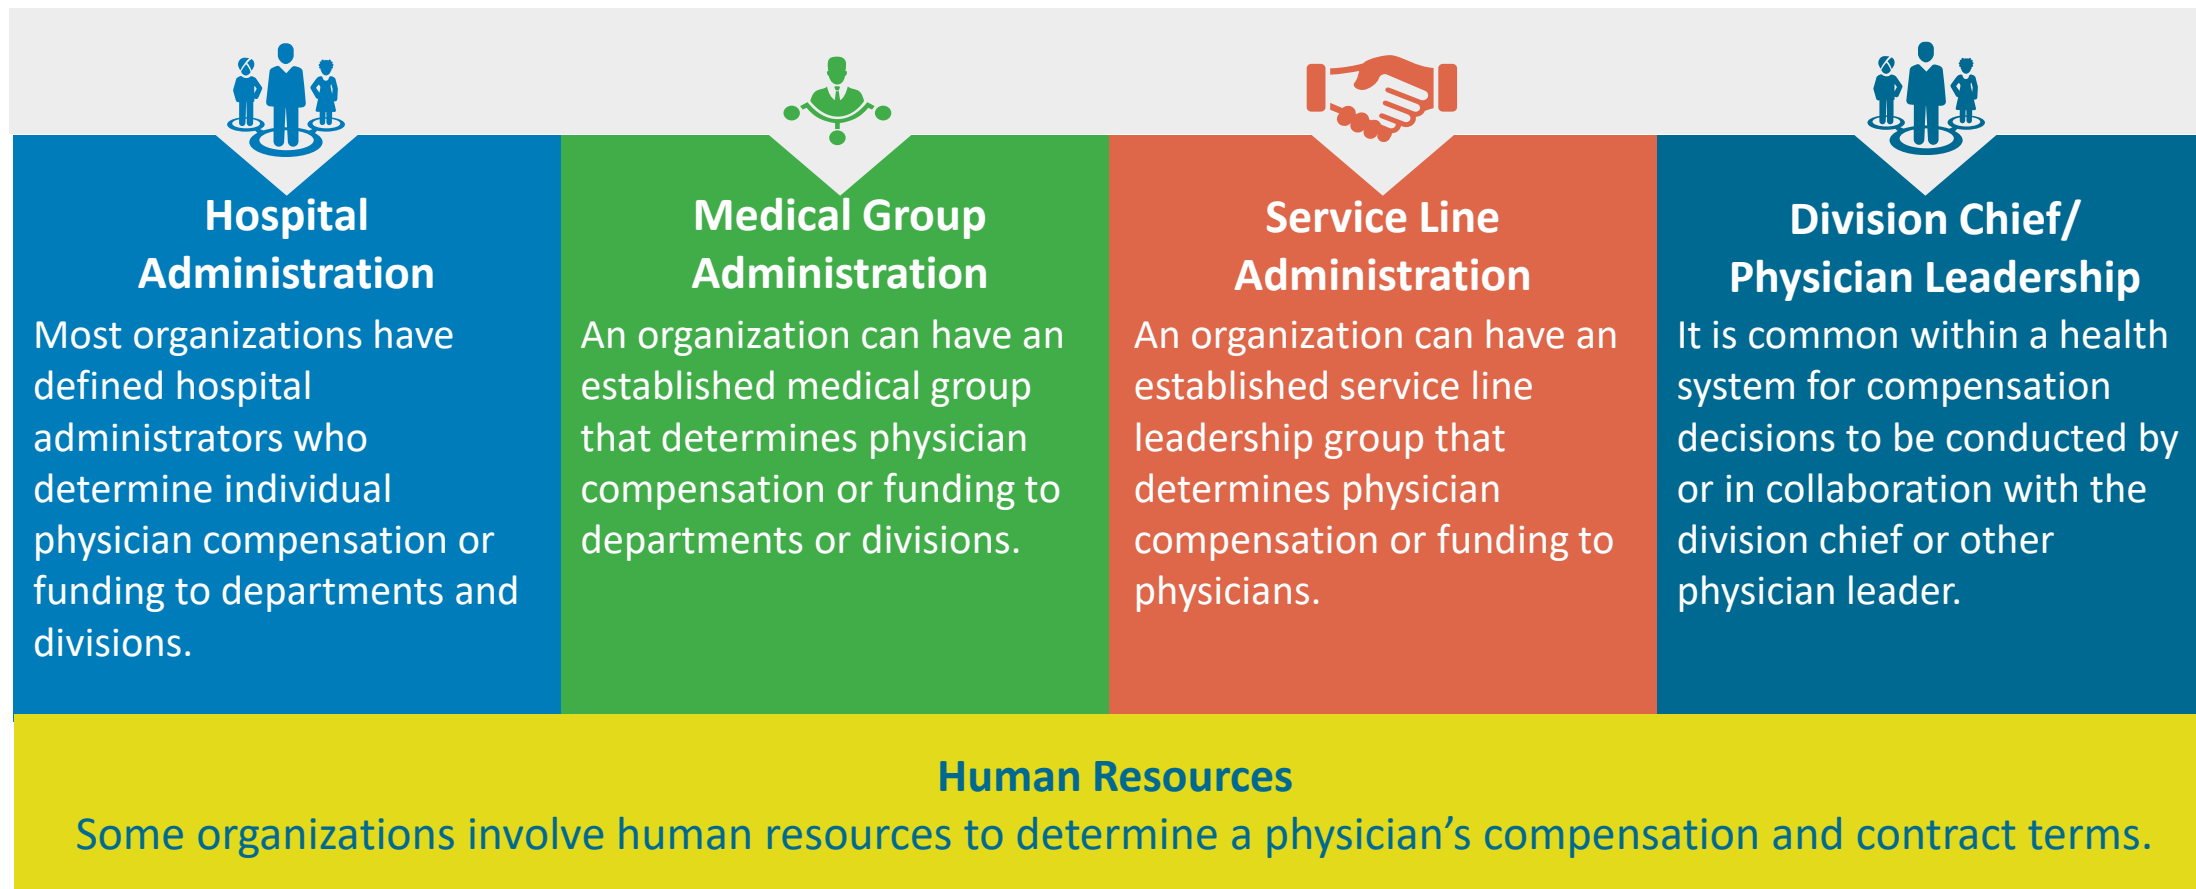 Hospital
Administration
Most organizations have
defined hospital
administrators who
determine individual
physician compensation or
funding to departments and
divisions.
Medical Group
Administration
An organization can have an
established medical group
that determines physician
compensation or funding to
departments or divisions.
Service Line
Administration
An organization can have an
established service line
leadership group that
determines physician
compensation or funding to
physicians.
Division Chief/
Physician Leadership
It is common within a health
system for compensation
decisions to be conducted by
or in collaboration with the
division chief or other
physician leader.
Human Resources
Some organizations involve human resources to determine a physician’s compensation and contract terms.